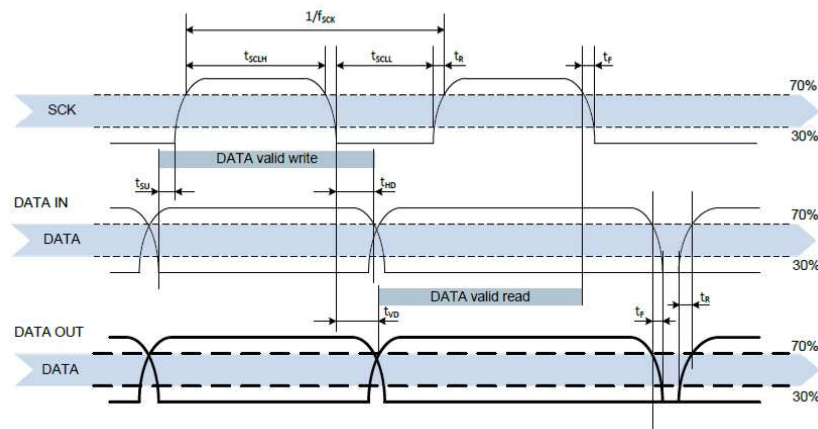 1/fSCK
tSCLH
tSCLL
tR
tF
70%
SCK
30%
DATA valid write
tSU
tHD
DATA IN
70%
DATA
30%
DATA valid read
tF
tR
tVD
DATA OUT
70%
DATA
30%